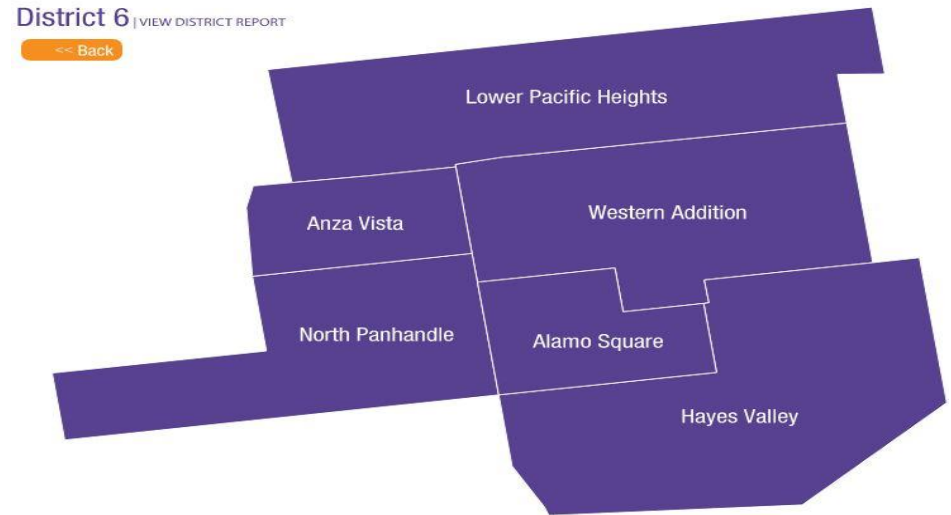 District 6 | VIEW DISTRICT REPORT
<< Back
Lower Pacific Heights
Western Addition
Anza Vista
North Panhandle
Alamo Square
Hayes Valley